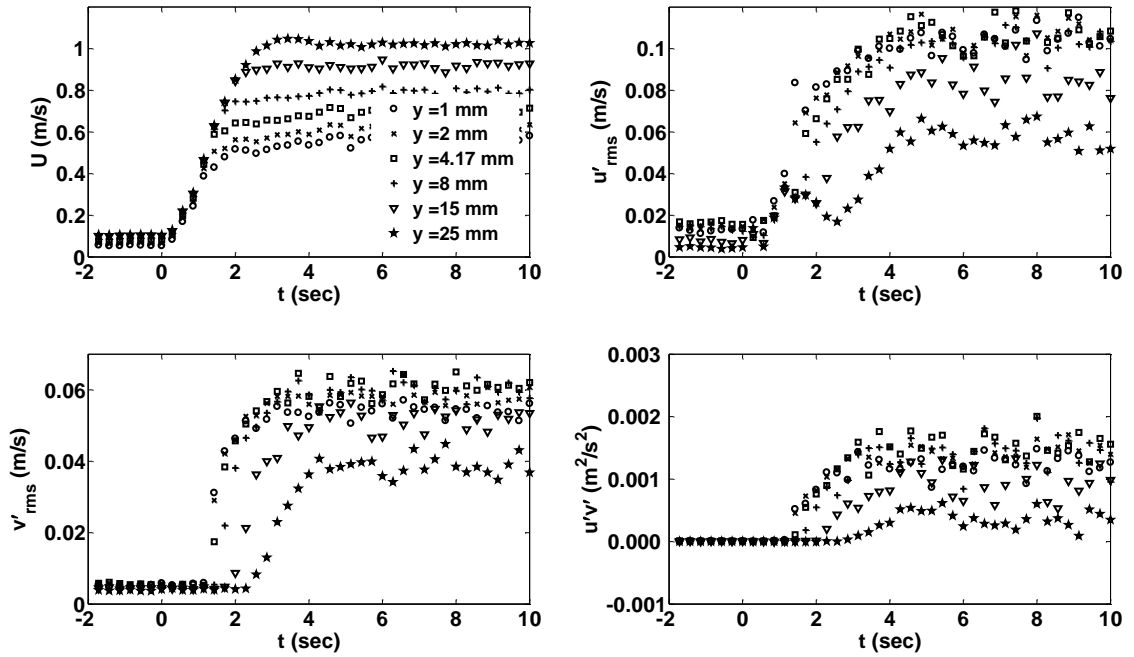 1
0.8
0.6
0.4
0.2
0
-2 0 2 4 6 8 10
U (m/s)
t (sec)
y =1 mm
y =2 mm
y =4.17 mm
y =8 mm
y =15 mm
y =25 mm
0.1
0.08
0.06
0.04
0.02
0
-2 0 2 4 6 8 10
u'rms (m/s)
t (sec)
0.06
0.04
0.02
0
-2 0 2 4 6 8 10
v'rms (m/s)
t (sec)
0.003
0.002
0.001
0.000
-0.001
-2 0 2 4 6 8 10
u'v' (m²/s²)
t (sec)